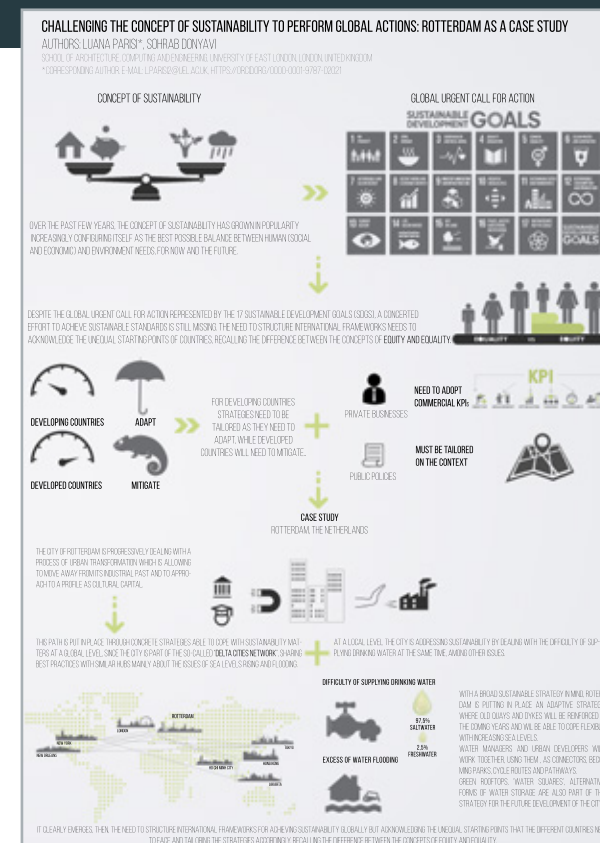 CHALLENGING THE CONCEPT OF SUSTAINABILITY TO PERFORM GLOBAL ACTIONS: ROTTERDAM AS A CASE STUDY
AUTHORS: LUANA PARISI*, SOHRAB DONYAVI
SCHOOL OF ARCHITECTURE, COMPUTING AND ENGINEERING, UNIVERSITY OF EAST LONDON, LONDON, UNITED KINGDOM
*CORRESPONDING AUTHOR: E-MAIL: L.PARISI2@UEL.AC.UK,
CONCEPT OF SUSTAINABILITY
GLOBAL URGENT CALL FOR ACTION
SUSTAINABLE
DEVELOPMENT GOALS
OVER THE PAST FEW YEARS, THE CONCEPT OF SUSTAINABILITY HAS GROWN IN POPULARITY
INCREASINGLY CONFIGURING ITSELF AS THE BEST POSSIBLE BALANCE BETWEEN HUMAN (SOCIAL
AND ECONOMIC) AND ENVIRONMENT NEEDS, FOR NOW AND THE FUTURE.
DESPITE THE GLOBAL URGENT CALL FOR ACTION REPRESENTED BY THE 17 SUSTAINABLE DEVELOPMENT GOALS (SDGS), A CONCERTED
EFFORT TO ACHIEVE SUSTAINABLE STANDARDS IS STILL MISSING. THE NEED TO STRUCTURE INTERNATIONAL FRAMEWORKS NEEDS TO
ACKNOWLEDGE THE UNEQUAL STARTING POINTS OF COUNTRIES, RECALLING THE DIFFERENCE BETWEEN THE CONCEPTS OF EQUITY AND EQUALITY.
EQUALITY VS EQUITY
DEVELOPING COUNTRIES
ADAPT
DEVELOPED COUNTRIES
MITIGATE
FOR DEVELOPING COUNTRIES
STRATEGIES NEED TO BE
TAILORED AS THEY NEED TO
ADAPT, WHILE DEVELOPED
COUNTRIES WILL NEED TO MITIGATE.
PRIVATE BUSINESSES
NEED TO ADOPT
COMMERCIAL KPIs
KPI
PUBLIC POLICIES
MUST BE TAILORED
ON THE CONTEXT
CASE STUDY
ROTTERDAM, THE NETHERLANDS
THE CITY OF ROTTERDAM IS PROGRESSIVELY DEALING WITH A
PROCESS OF URBAN TRANSFORMATION WHICH IS ALLOWING
TO MOVE AWAY FROM ITS INDUSTRIAL PAST AND TO APPRO-
ACH TO A PROFILE AS CULTURAL CAPITAL.
THIS PATH IS PUT IN PLACE THROUGH CONCRETE STRATEGIES ABLE TO COPE WITH SUSTAINABILITY MAT-
TERS AT A GLOBAL LEVEL, SINCE THE CITY IS PART OF THE SO-CALLED 'DELTA CITIES NETWORK', SHARING
BEST PRACTICES WITH SIMILAR HUBS MAINLY ABOUT THE ISSUES OF SEA LEVELS RISING AND FLOODING.
AT A LOCAL LEVEL THE CITY IS ADDRESSING SUSTAINABILITY BY DEALING WITH THE DIFFICULTY OF SUP-
PLYING DRINKING WATER AT THE SAME TIME, AMONG OTHER ISSUES.
ROTTERDAM
LONDON
NEW YORK
NEW ORLEANS
TOKYO
HONG KONG
HO CHI MINH CITY
JAKARTA
DIFFICULTY OF SUPPLYING DRINKING WATER
97.5%
SALTWATER
2.5%
FRESHWATER
EXCESS OF WATER FLOODING
WITH A BROAD SUSTAINABLE STRATEGY IN MIND, ROTER
DAM IS PUTTING IN PLACE AN ADAPTIVE STRATEG
WHERE OLD QUAYS AND DYKES WILL BE REINFORCED
THE COMING YEARS AND WIL BE ABLE TO COPE FLEXIB
WITH INCREASING SEA LEVELS.
WATER MANAGERS AND URBAN DEVELOPERS WI
WORK TOGETHER, USING THEM, AS CONNECTORS, BECO
MING PARKS, CYCLE ROUTES AND PATHWAYS.
GREEN ROOFTOPS, 'WATER SQUARES', ALTERNATIV
FORMS OF WATER STORAGE ARE ALSO PART OF TH
STRATEGY FOR THE FUTURE DEVELOPMENT OF THE CIT
IT CLEARLY EMERGES, THEN, THE NEED TO STRUCTURE INTERNATIONAL FRAMEWORKS FOR ACHIEVING SUSTAINABILITY GLOBALLY BUT ACKNOWLEDGING THE UNEQUAL STARTING POINTS THAT THE DIFFERENT COUNTRIES NE
TO FACE AND TAILORING THE STRATEGIES ACCORDINGLY, RECALLING THE DIFFERENCE BETWEEN THE CONCEPTS OF EQUITY AND EQUALITY.